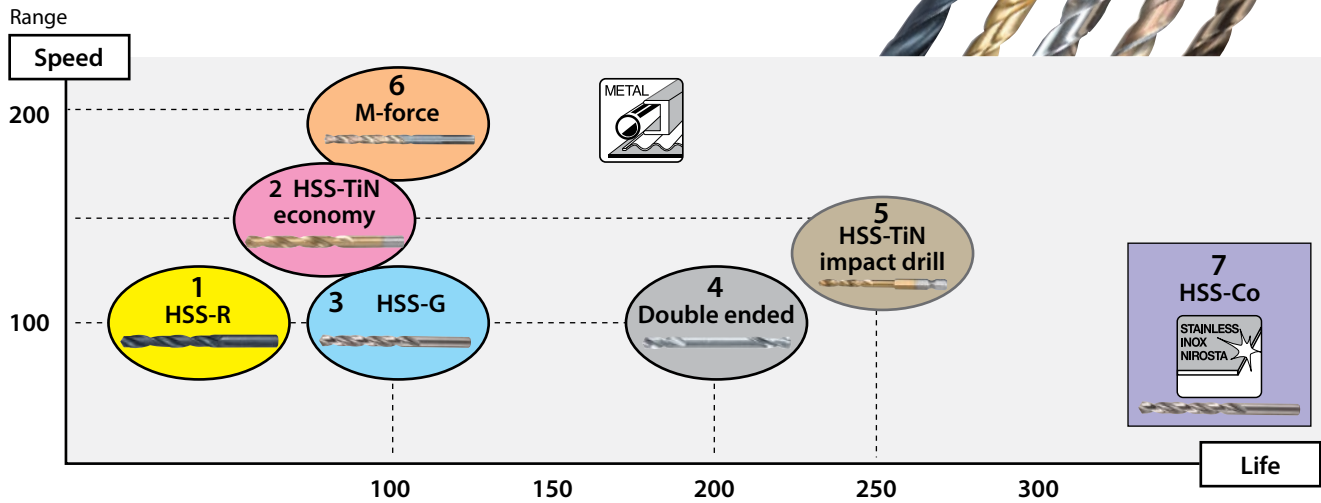 Range
Speed
200
100
6
M-force
METAL
2 HSS-TiN
economy
5
HSS-TiN
impact drill
1
HSS-R
3 HSS-G
4
Double ended
7
HSS-Co
STAINLESS
INOX
NIROSTA
Life
100 150 200 250 300